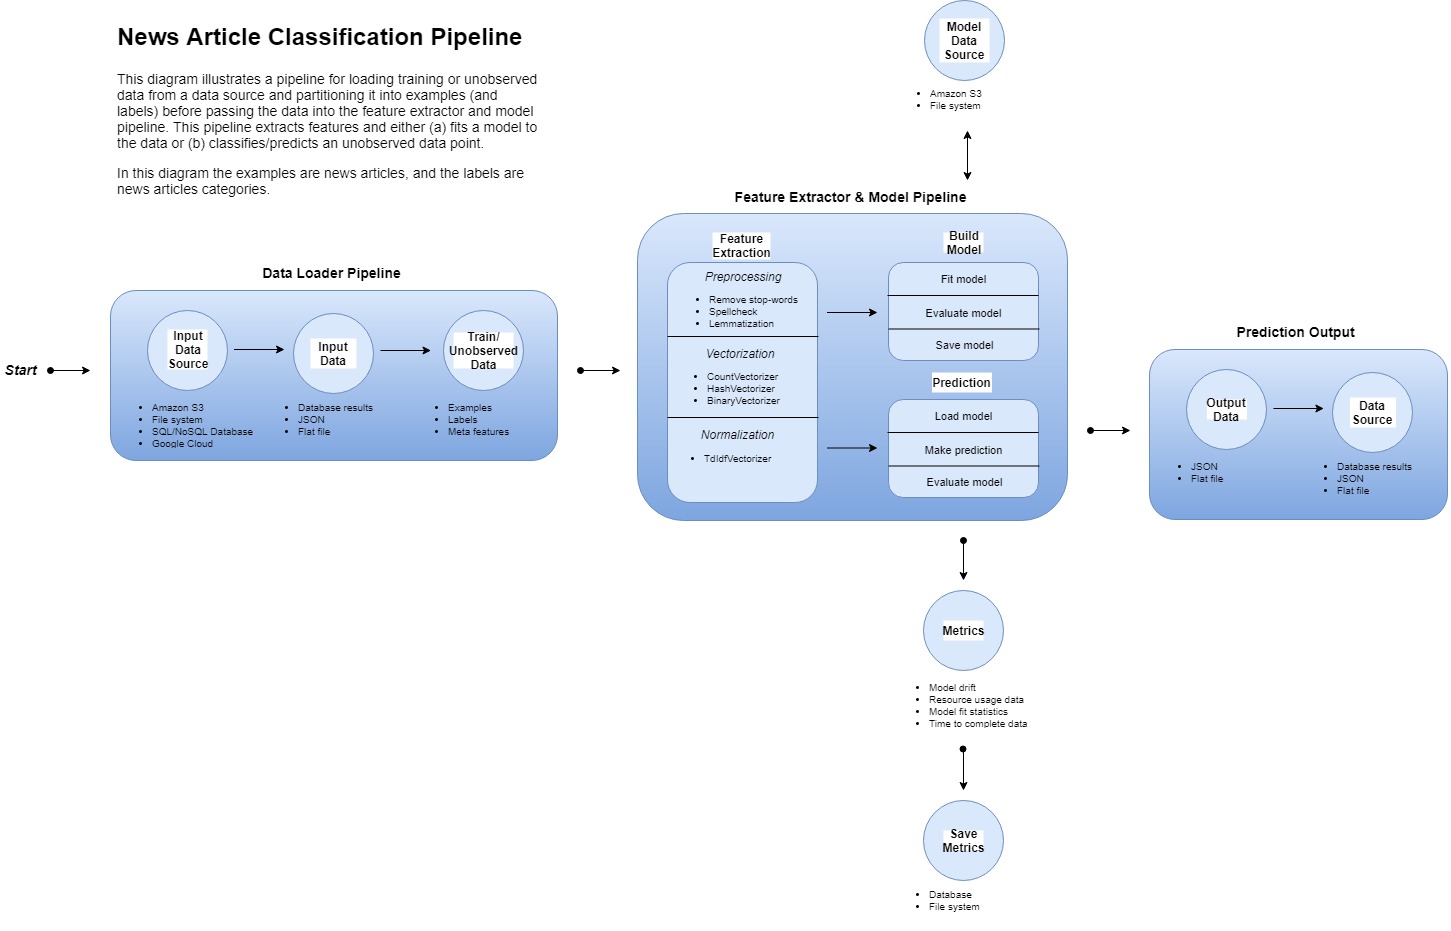 News Article Classification Pipeline
This diagram illustrates a pipeline for loading training or unobserved
data from a data source and partitioning it into examples (and
labels) before passing the data into the feature extractor and model
pipeline. This pipeline extracts features and either (a) fits a model to
the data or (b) classifies/predicts an unobserved data point.
In this diagram the examples are news articles, and the labels are
news articles categories.
Model
Data
Source
• Amazon S3
• File system
Start
Data Loader Pipeline
Input
Data
Source
• Amazon S3
• File system
• SQL/NoSQL Database
• Google Cloud
Input
Data
• Database results
• JSON
• Flat file
Train/
Unobserved
Data
• Examples
• Labels
• Meta features
Feature Extractor & Model Pipeline
Feature
Extraction
Preprocessing
• Remove stop-words
• Spellcheck
• Lemmatization
Vectorization
• CountVectorizer
• HashVectorizer
• BinaryVectorizer
Normalization
• TdIdfVectorizer
Build
Model
Fit model
Evaluate model
Save model
Prediction
Load model
Make prediction
Evaluate model
Prediction Output
Output
Data
• JSON
• Flat file
Data
Source
• Database results
• JSON
• Flat file
Metrics
• Model drift
• Resource usage data
• Model fit statistics
• Time to complete data
Save
Metrics
• Database
• File system